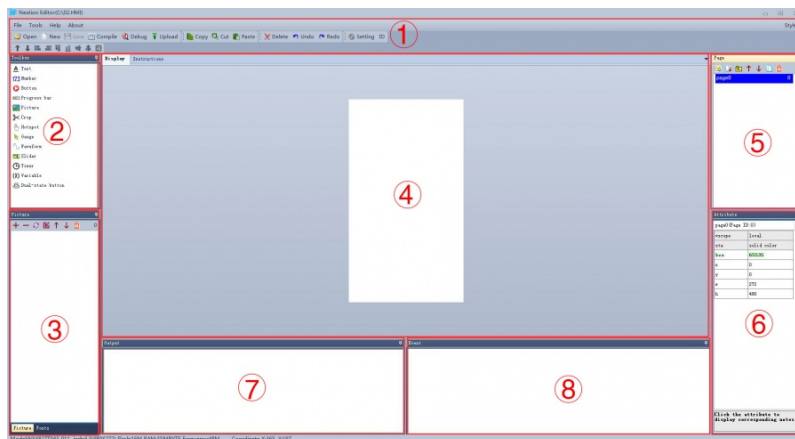 Nextion Editor(C:\02.HMI)
File Tools Help About
Style
Open New Save Compile Debug Upload Copy Cut Paste Delete Undo Redo Setting ID
1
Toolbox
Text
Number
Button
Progress bar
Picture
Crop
Hotspot
Gauge
Waveform
Slider
Timer
Variable
Dual-state button
2
Display Instructions
4
Page
page0 0
5
Picture
0
3
Picture Fonts
Attribute
page0(Page ID:0)
vscope local
sta solid color
bco 65535
x 0
y 0
w 272
h 480
6
Click the attribute to
display corresponding notes
Output
7
Event
8